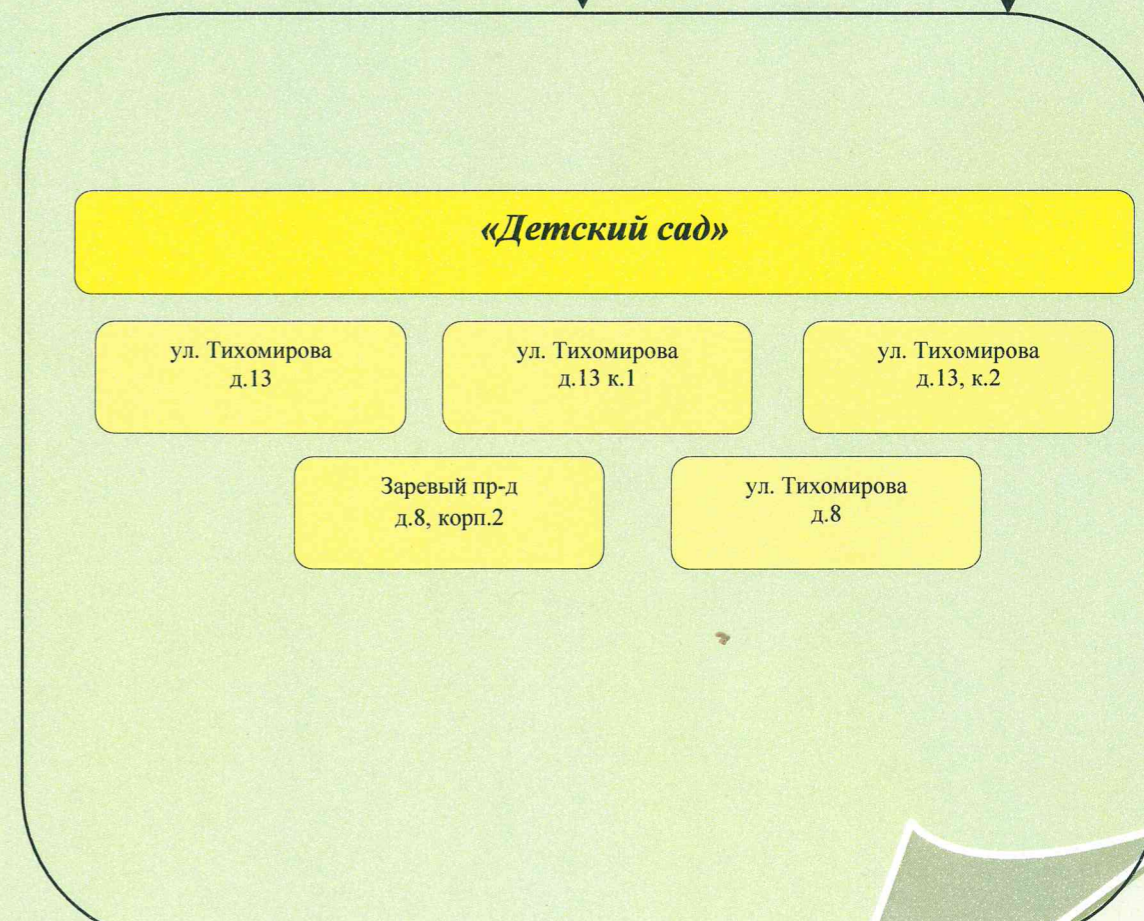 «Детский сад»
ул. Тихомирова
д.13
ул. Тихомирова
д.13 к.1
ул. Тихомирова
д.13, к.2
Заревый пр-д
д.8, корп.2
ул. Тихомирова
д.8